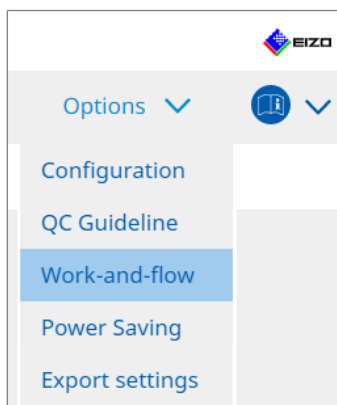 EIZO
Options
Configuration
QC Guideline
Work-and-flow
Power Saving
Export settings